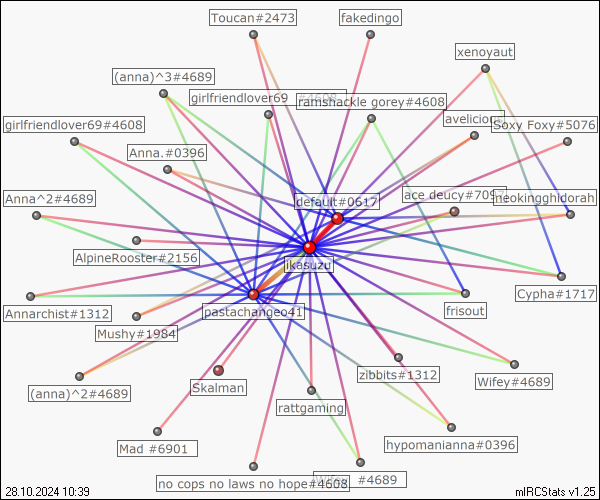 Toucan#2473
fakedingo
xenoyaut
(anna)^3#4689
girlfriendlover69
#4608
ramshackle gorey#4608
avelicious
Soxy Foxy#5076
girlfriendlover69#4608
Anna.#0396
Anna^2#4689
default#0617
ace deucy#7097
neokingghidorah
AlpineRooster#2156
ikasuzu
Cypha#1717
Annarchist#1312
pastachangeo41
frisout
Mushy#1984
zibbits#1312
Wifey#4689
(anna)^2#4689
Skalman
rattgaming
hypomanianna#0396
Mad #6901
no cops no laws no hope#4608
Wifey #4689
28.10.2024 10:39
mIRCStats v1.25